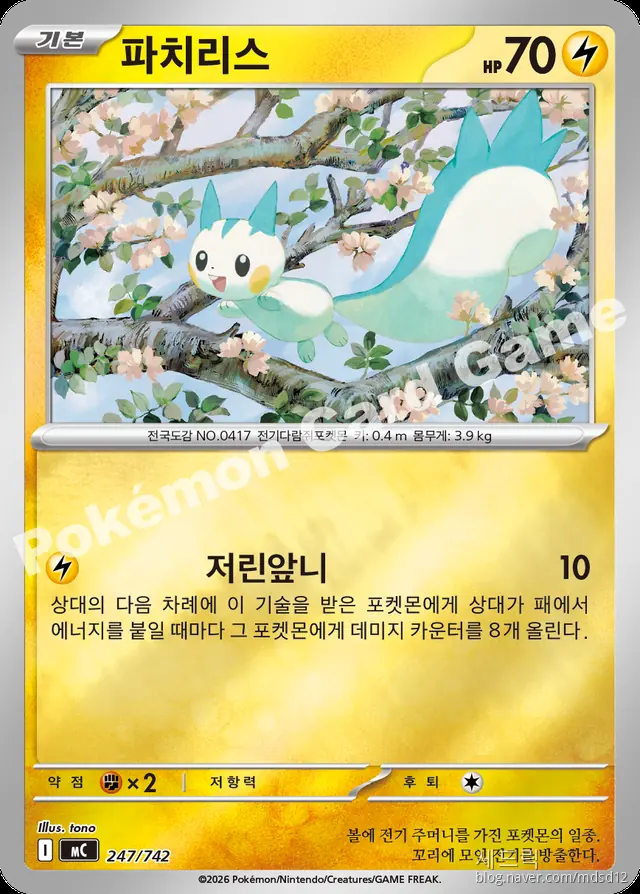 기본
파치리스
HP 70
전국도감 NO.0417 전기다람쥐포켓몬 키: 0.4 m 몸무게: 3.9 kg
Pokémon Card Game
저린앞니 10
상대의 다음 차례에 이 기술을 받은 포켓몬에게 상대가 패에서
에너지를 붙일 때마다 그 포켓몬에게 데미지 카운터를 8개 올린다.
약점 ×2 저항력 후퇴
Illus. tono
I MC 247/742
볼에 전기 주머니를 가진 포켓몬의 일종.
꼬리에 모인 전기를 방출한다.
©2026 Pokémon/Nintendo/Creatures/GAME FREAK.
blog.naver.com/mdsd12